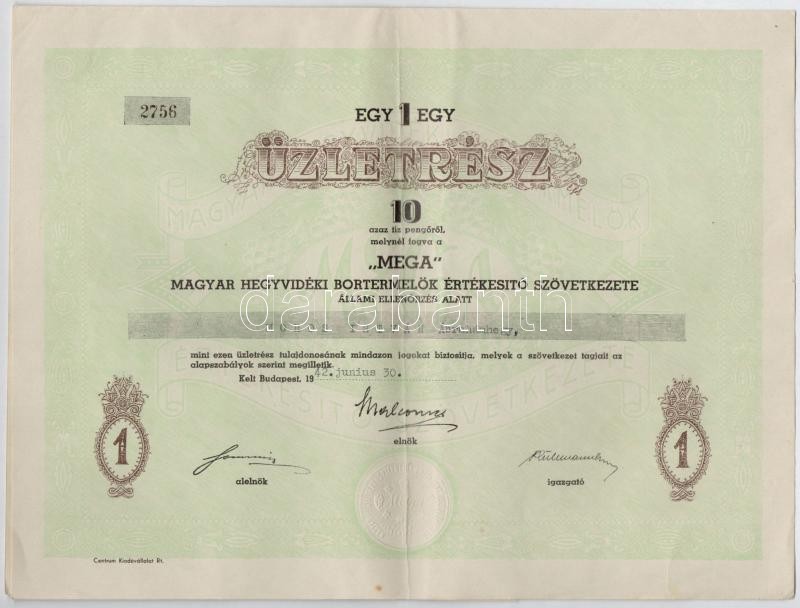 2756
EGY 1 EGY
ÜZLETRÉSZ
10
azaz tíz pengőről,
melynél fogva a
„MEGA"
MAGYAR HEGYVIDÉKI BORTERMELŐK ÉRTÉKESITŐ SZÖVETKEZETE
ÁLLAMI ELLENŐRZÉS ALATT
darabanth
mint ezen üzletrész tulajdonosának mindazon jogokat biztositja, melyek a szövetkezet tagjait az
alapszabályok szerint megilletik.
Kelt Budapest, 1942. junius 30.
elnök
1
1
alelnök
igazgató
Centrum Kiadóvállalat Rt.